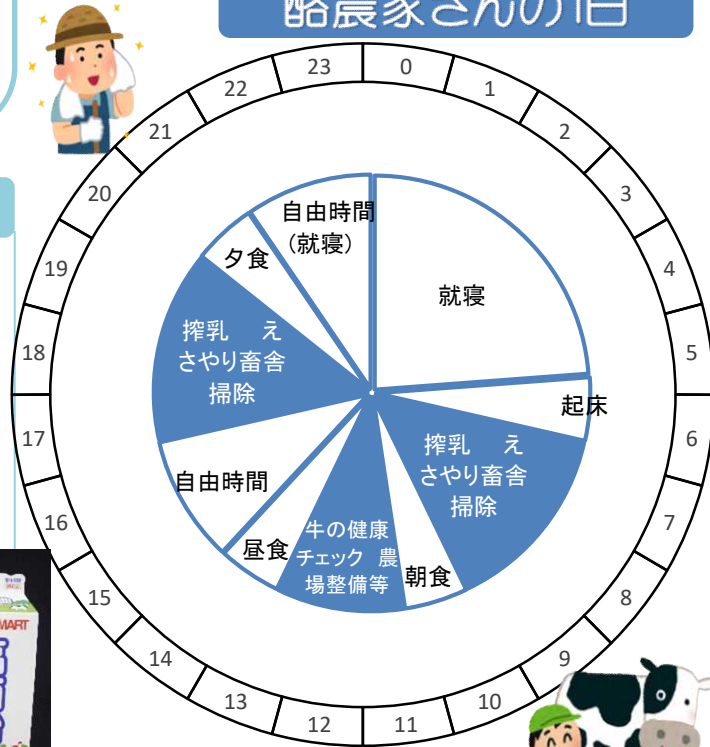 酪農家さんの1日
0
1
2
3
4
5
6
7
8
9
10
11
12
13
14
15
16
17
18
19
20
21
22
23
就寝
起床
搾乳　え
さやり畜舎
掃除
朝食
牛の健康
チェック　農
場整備等
昼食
自由時間
搾乳　え
さやり畜舎
掃除
夕食
自由時間
(就寝)
MART